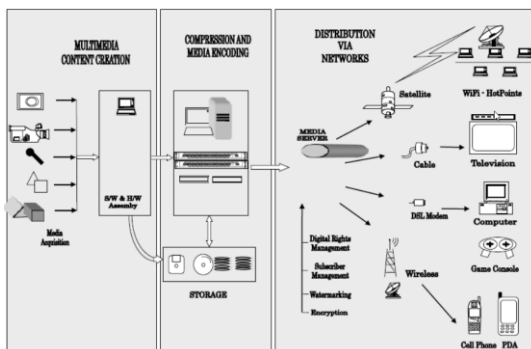 MULTIMEDIA
CONTENT CREATION
Media
Acquisition
S/W & H/W
Assemby
COMPRESSION AND
MEDIA ENCODING
STORAGE
DISTRIBUTION
VIA
NETWORKS
MEDIA
SERVER
Satellite
WiFi - HotPoints
Cable
Television
DSL Modem
Computer
Digital Rights
Management
Subscriber
Management
Watermarking
Encryption
Wireless
Game Console
Cell Phone PDA